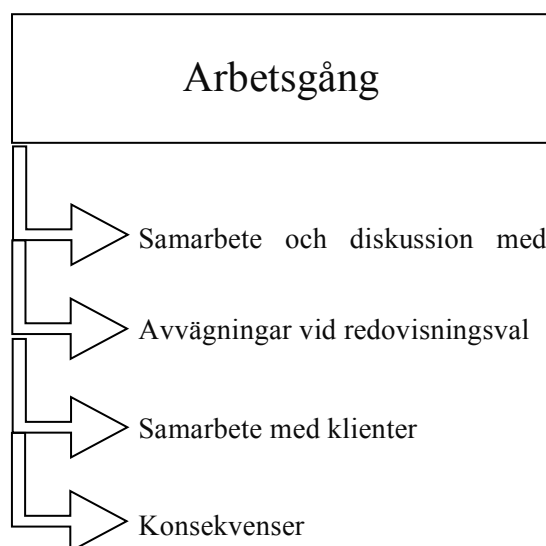 Arbetsgång
Samarbete och diskussion med
Avvägningar vid redovisningsval
Samarbete med klienter
Konsekvenser